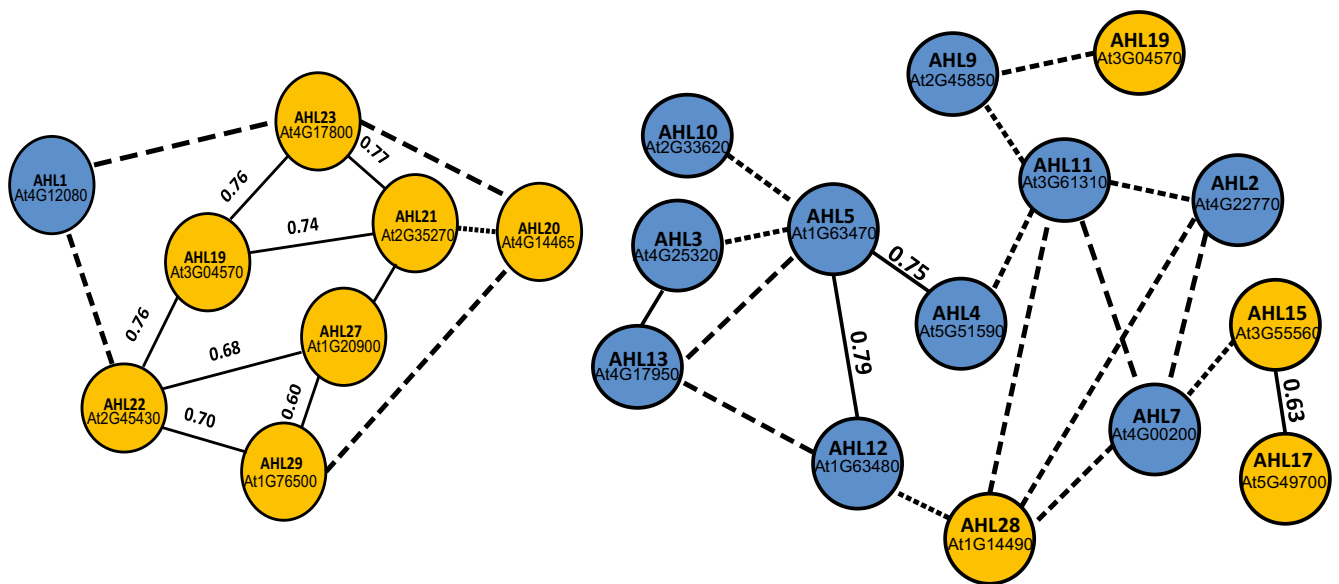 AHL23
At4G17800
AHL1
At4G12080
0.77
0.76
AHL21
At2G35270
AHL20
At4G14465
0.74
AHL19
At3G04570
0.76
AHL27
At1G20900
0.68
AHL22
At2G45430
0.70
0.60
AHL29
At1G76500
AHL9
At2G45850
AHL19
At3G04570
AHL10
At2G33620
AHL11
At3G61310
AHL2
At4G22770
AHL5
At1G63470
AHL3
At4G25320
0.75
AHL4
At5G51590
AHL15
At3G55560
AHL13
At4G17950
0.79
0.63
AHL7
At4G00200
AHL12
At1G63480
AHL17
At5G49700
AHL28
At1G14490